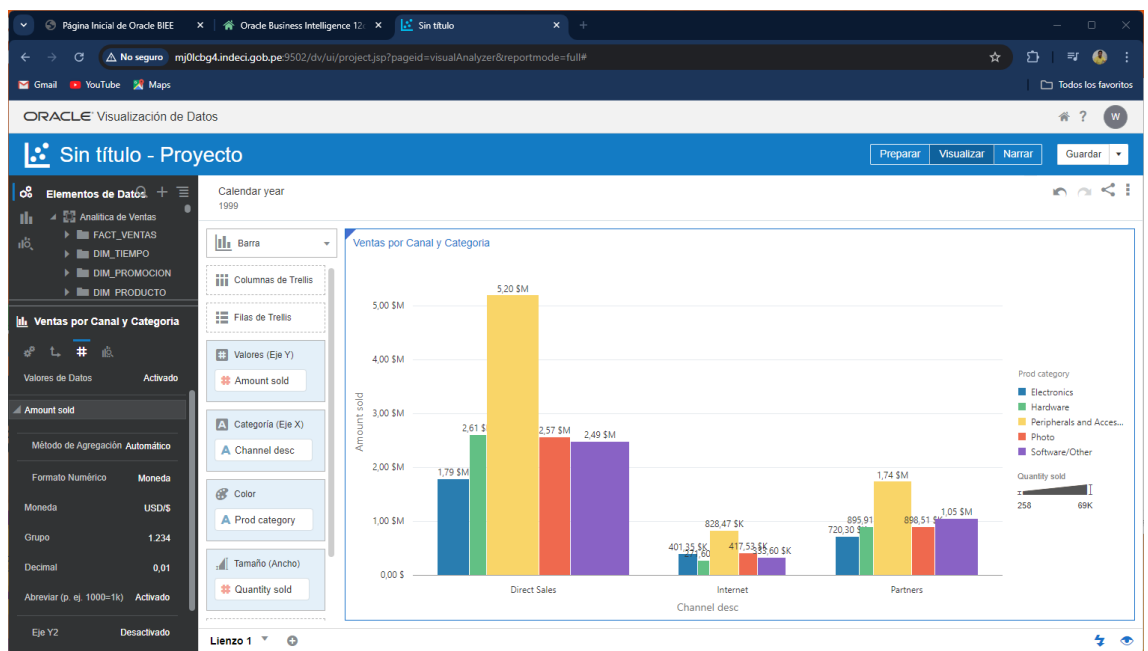 Página Inicial de Oracle BIEE
Oracle Business Intelligence 12c
Sin título
No seguro
mj0lcbg4.indeci.gob.pe:9502/dv/ui/project.jsp?pageid=visualAnalyzer&reportmode=full#
Gmail
YouTube
Maps
Todos los favoritos
ORACLE Visualización de Datos
?
W
Sin título - Proyecto
Preparar
Visualizar
Narrar
Guardar
Elementos de Datos
Analitica de Ventas
FACT_VENTAS
DIM_TIEMPO
DIM_PROMOCION
DIM_PRODUCTO
Ventas por Canal y Categoria
Valores de Datos Activado
Amount sold
Método de Agregación Automático
Formato Numérico Moneda
Moneda USD/$
Grupo 1.234
Decimal 0,01
Abreviar (p. ej. 1000=1k) Activado
Eje Y2 Desactivado
Calendar year
1999
Barra
Columnas de Trellis
Filas de Trellis
Valores (Eje Y)
Amount sold
Categoría (Eje X)
A Channel desc
Color
A Prod category
Tamaño (Ancho)
Quantity sold
Ventas por Canal y Categoria
5,00 $M
4,00 $M
3,00 $M
2,00 $M
1,00 $M
0,00 $
Amount sold
1,79 $M
2,61
5,20 $M
2,57 $M
2,49 $M
401,35 $K
828,47 $K
417,53 $K
720,30
895,91
1,74 $M
898,51
1,05 $M
Direct Sales
Internet
Partners
Channel desc
Prod category
Electronics
Hardware
Peripherals and Acces...
Photo
Software/Other
Quantity sold
258 69K
Lienzo 1